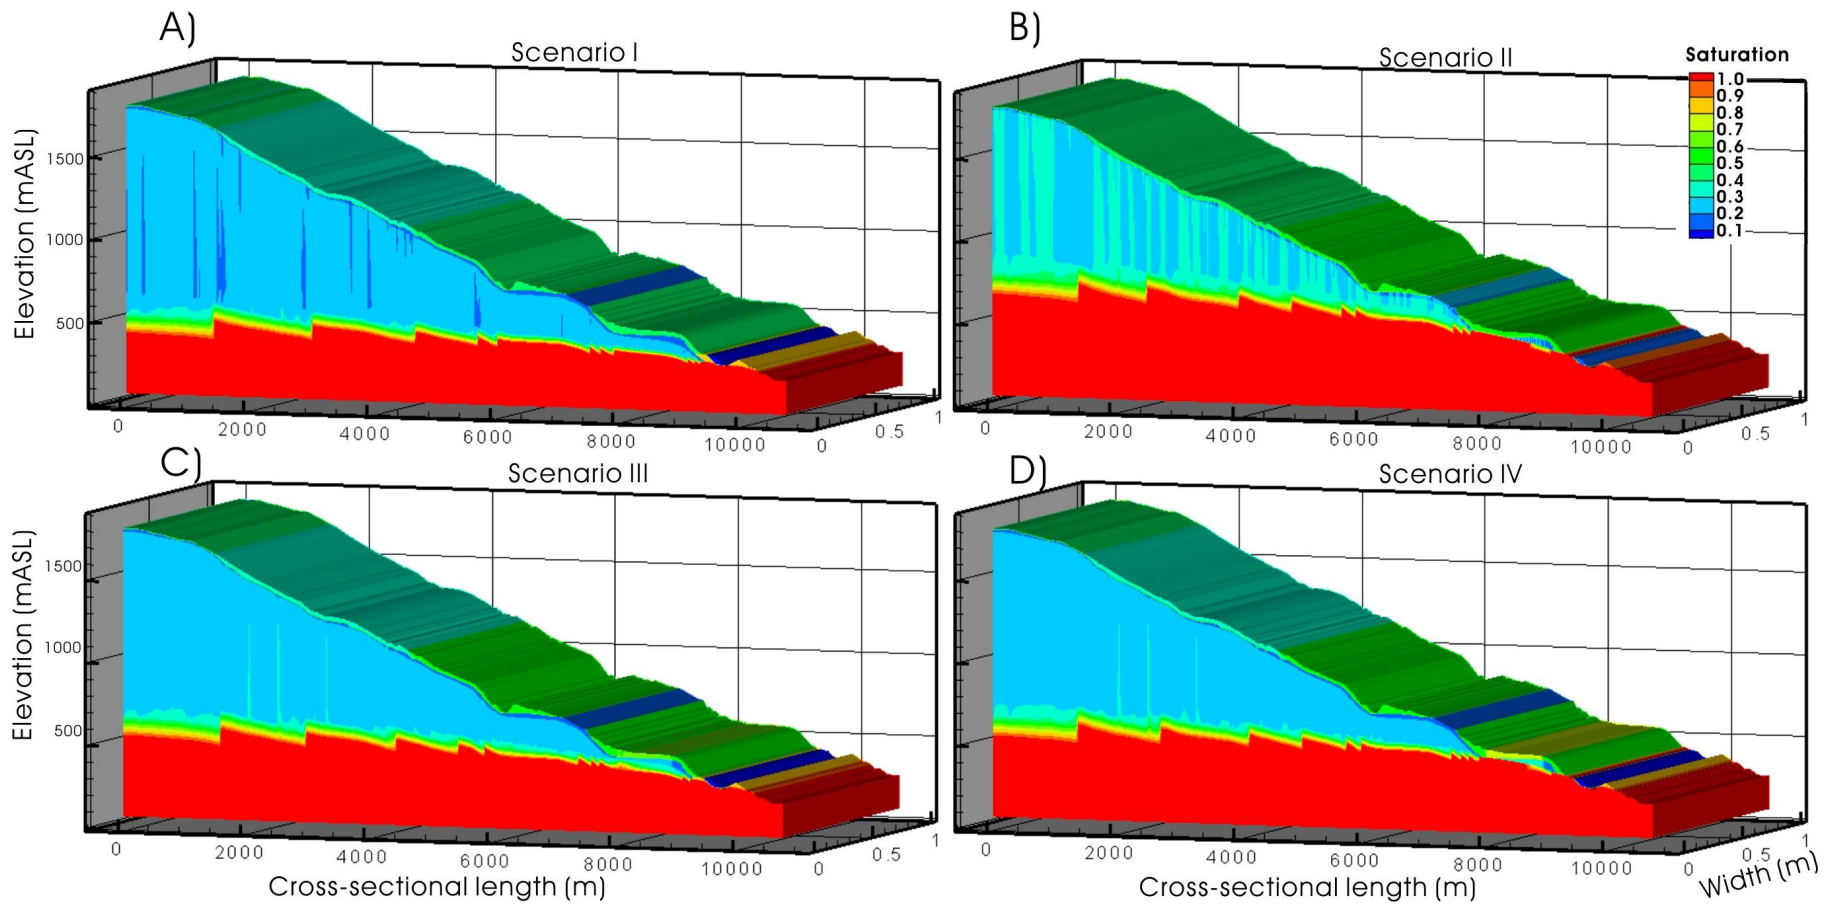 A)
Scenario I
B)
Scenario II
Saturation
1.0
0.9
0.8
0.7
0.6
0.5
0.4
0.3
0.2
0.1
Elevation (mASL)
1500
1000
500
0 2000 4000 6000 8000 10000 0 0.5 1
0 2000 4000 6000 8000 10000 0 0.5 1
C)
Scenario III
D)
Scenario IV
Elevation (mASL)
1500
1000
500
0 2000 4000 6000 8000 10000 0 0.5 1
0 2000 4000 6000 8000 10000 0 0.5 1
Cross-sectional length (m)
Cross-sectional length (m)
Width (m)